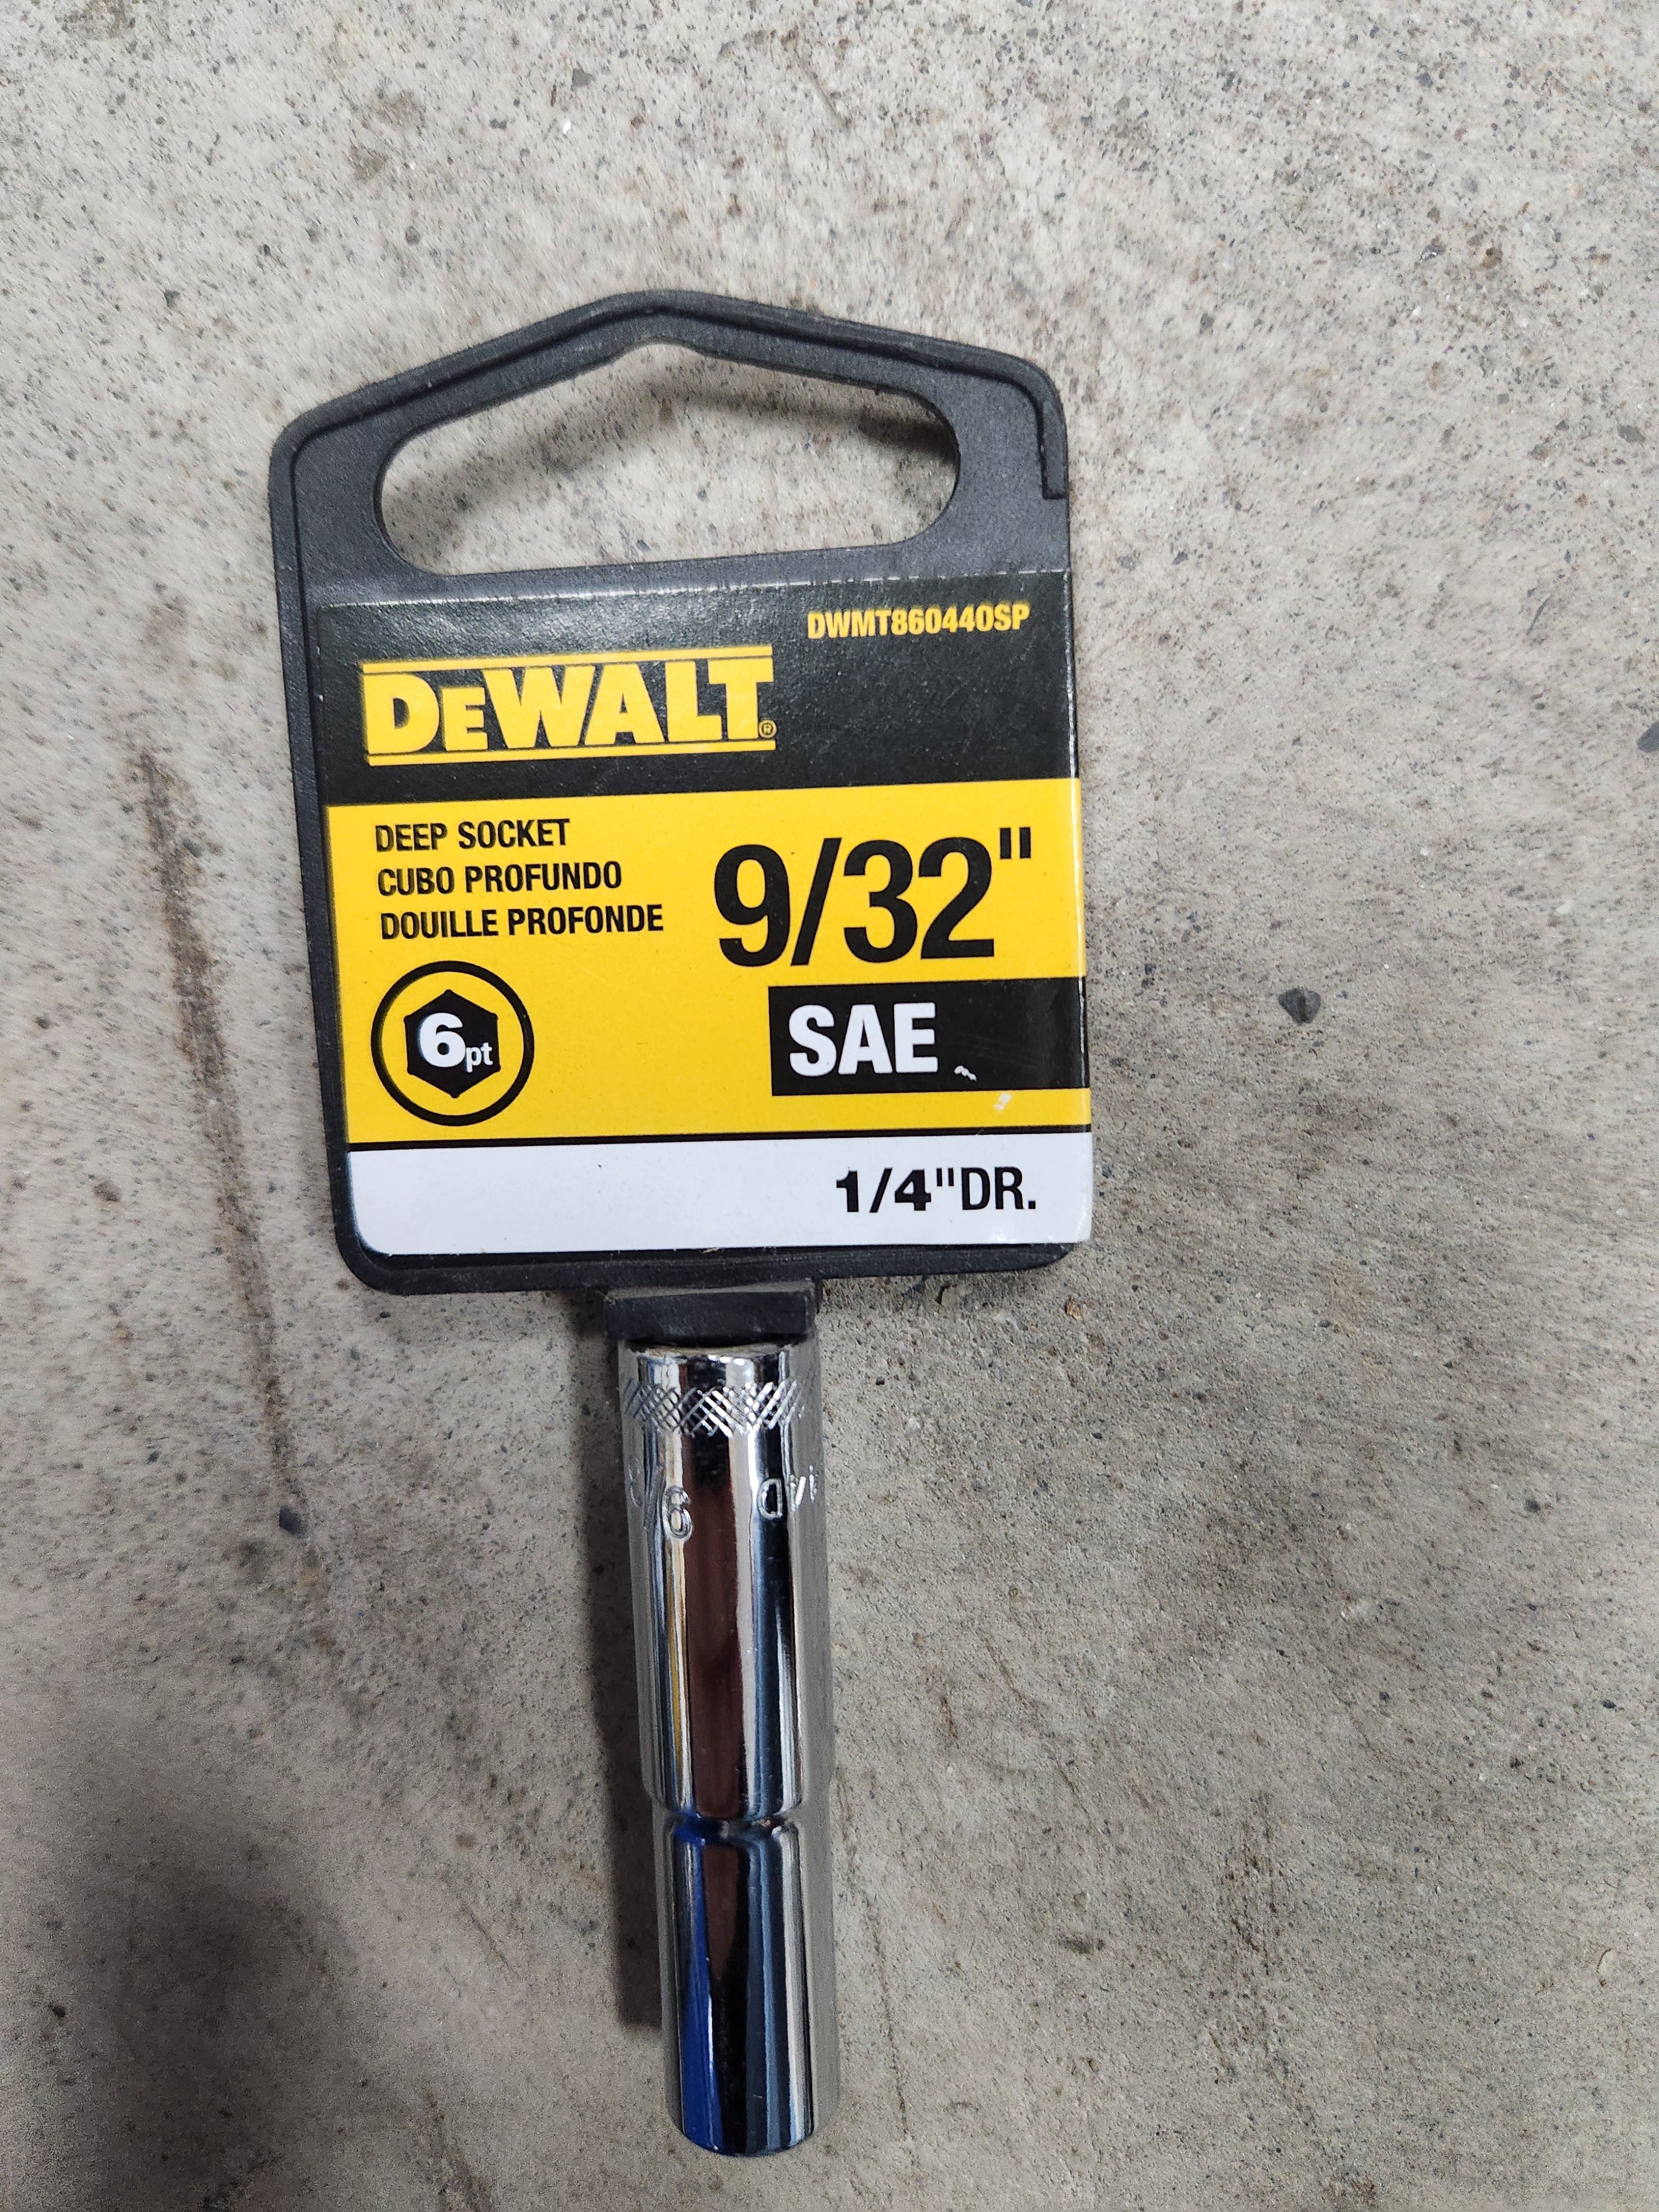 DWMT86044OSP
DEWALT®
DEEP SOCKET
CUBO PROFUNDO
DOUILLE PROFONDE
9/32"
6pt
SAE
1/4"DR.